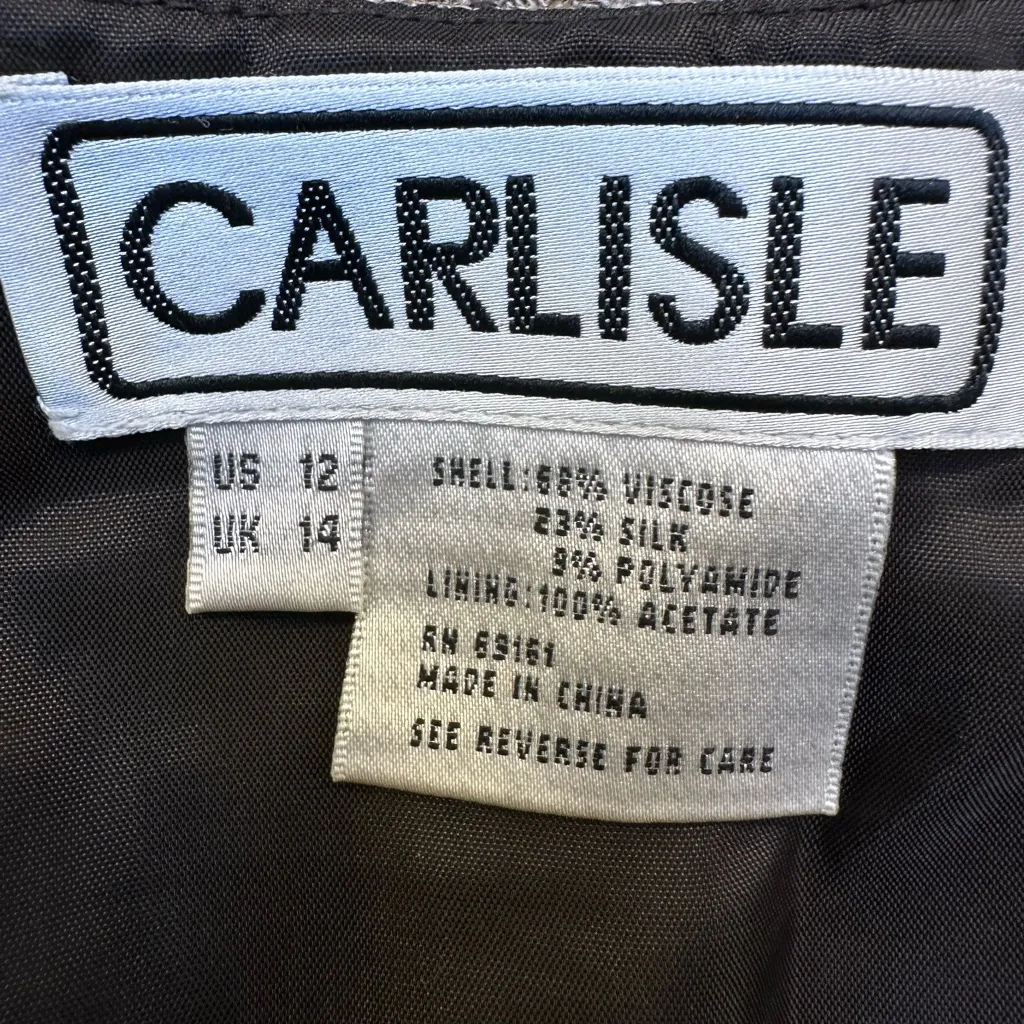 CARLISLE
US 12
UK 14
SHELL:68% VISCOSE
23% SILK
9% POLYAMIDE
LINING:100% ACETATE
RN 69161
MADE IN CHINA
SEE REVERSE FOR CARE